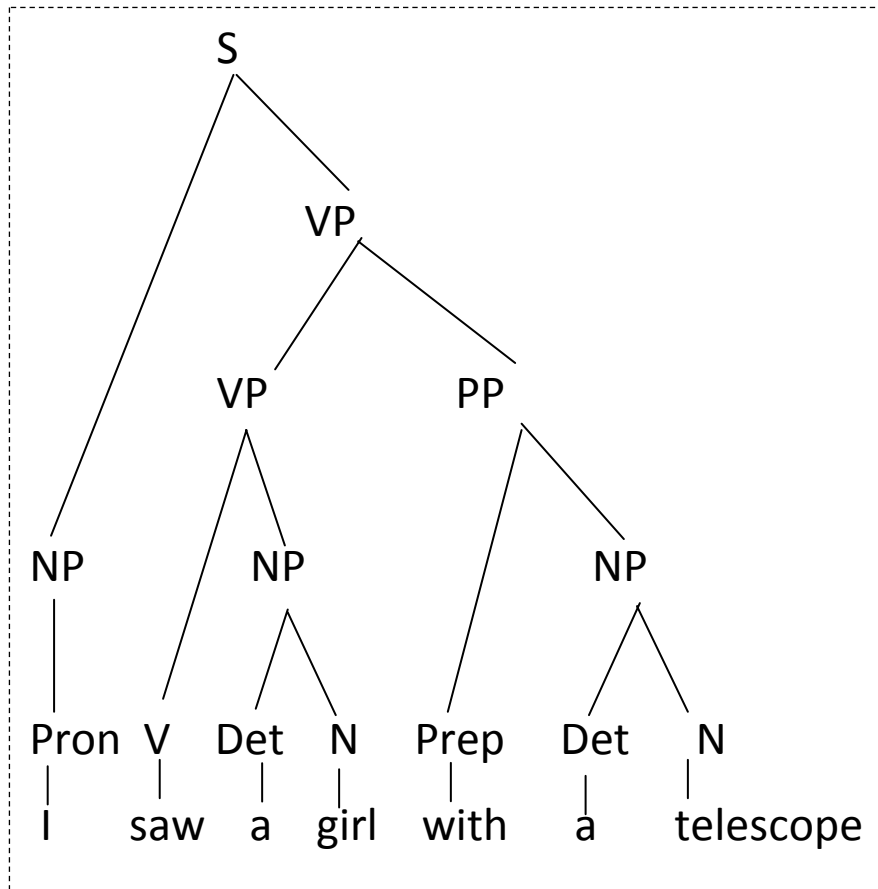 S
VP
VP PP
NP NP NP
Pron V Det N Prep Det N
I saw a girl with a telescope